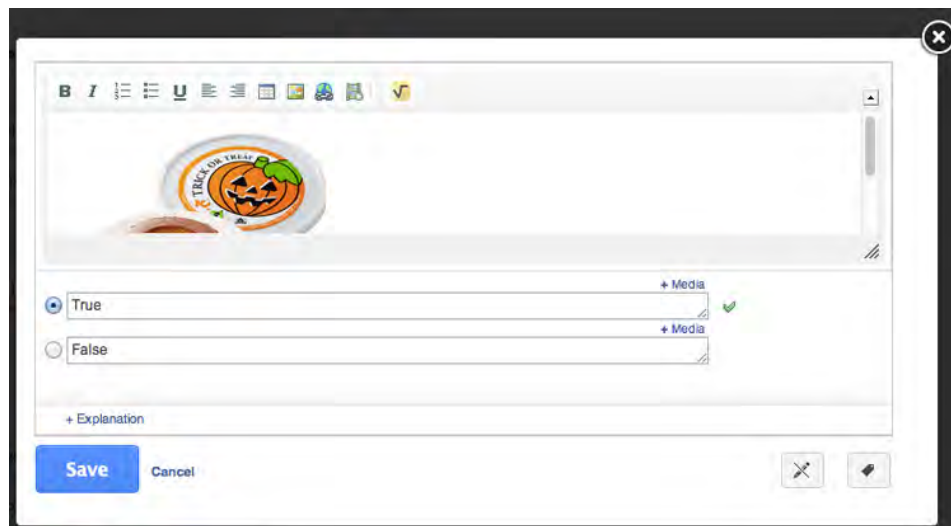 B I U
TRICK OR TREAT
+ Media
True
+ Media
False
+ Explanation
Save Cancel